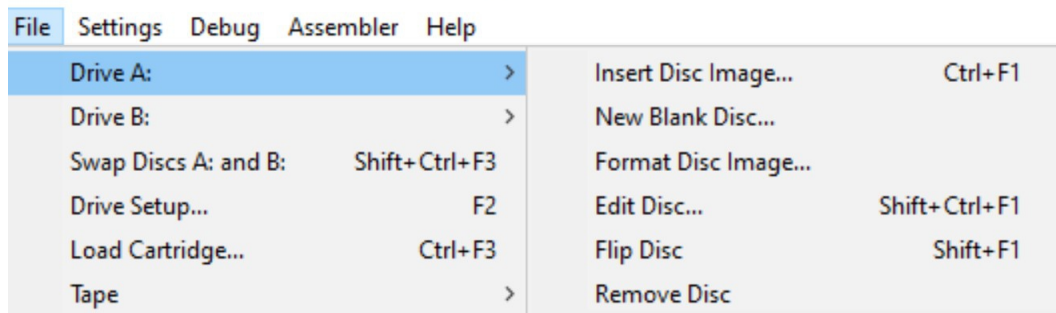 File Settings Debug Assembler Help
Drive A: >
Drive B: >
Swap Discs A: and B: Shift+Ctrl+F3
Drive Setup... F2
Load Cartridge... Ctrl+F3
Tape >
Insert Disc Image... Ctrl+F1
New Blank Disc...
Format Disc Image...
Edit Disc... Shift+Ctrl+F1
Flip Disc Shift+F1
Remove Disc